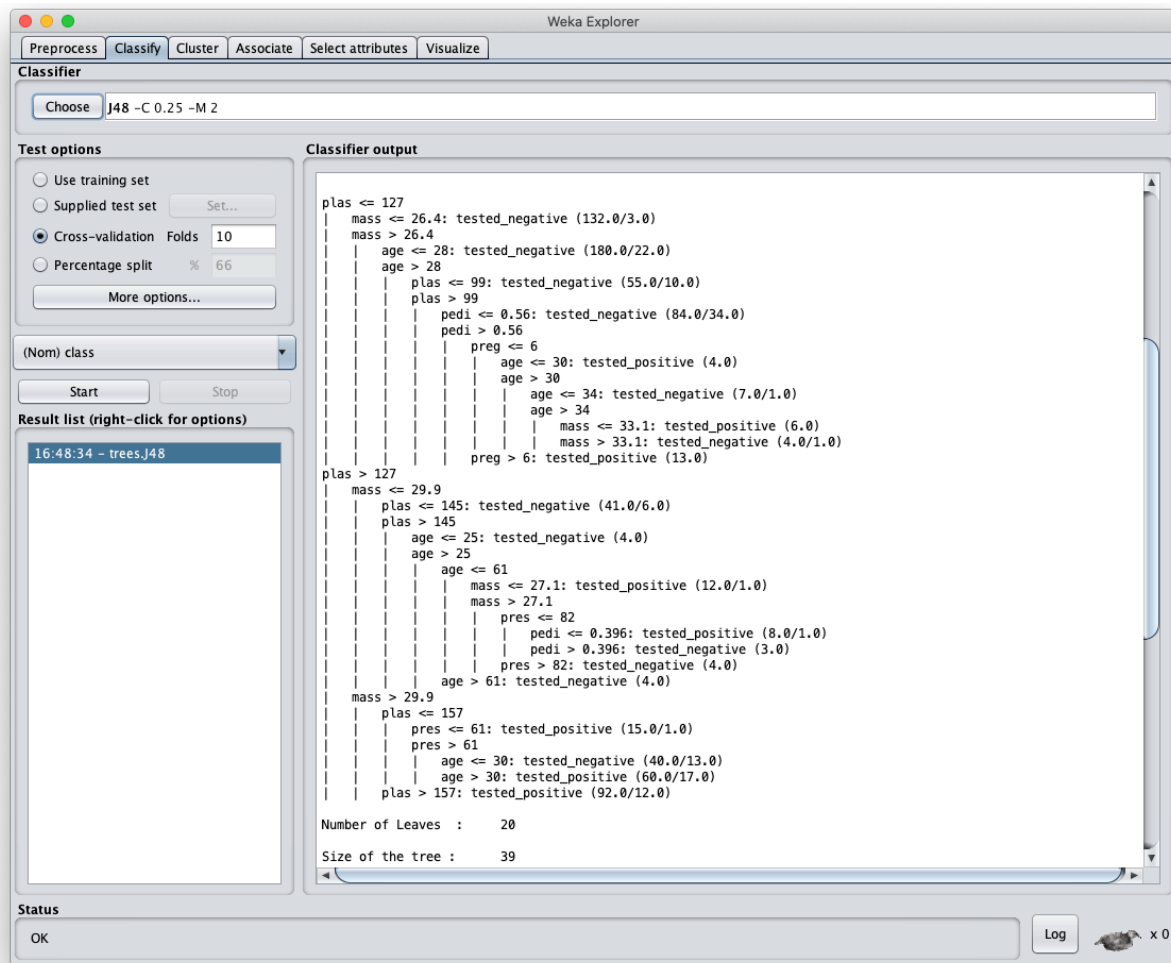 Weka Explorer
Preprocess Classify Cluster Associate Select attributes Visualize
Classifier
Choose J48 -C 0.25 -M 2
Test options
Use training set
Supplied test set Set...
Cross-validation Folds 10
Percentage split % 66
More options...
(Nom) class
Start Stop
Result list (right-click for options)
16:48:34 - trees.J48
Classifier output
plas <= 127
|   mass <= 26.4: tested_negative (132.0/3.0)
|   mass > 26.4
|   |   age <= 28: tested_negative (180.0/22.0)
|   |   age > 28
|   |   |   plas <= 99: tested_negative (55.0/10.0)
|   |   |   plas > 99
|   |   |   |   pedi <= 0.56: tested_negative (84.0/34.0)
|   |   |   |   pedi > 0.56
|   |   |   |   |   preg <= 6
|   |   |   |   |   |   age <= 30: tested_positive (4.0)
|   |   |   |   |   |   age > 30
|   |   |   |   |   |   |   age <= 34: tested_negative (7.0/1.0)
|   |   |   |   |   |   |   age > 34
|   |   |   |   |   |   |   |   mass <= 33.1: tested_positive (6.0)
|   |   |   |   |   |   |   |   mass > 33.1: tested_negative (4.0/1.0)
|   |   |   |   |   preg > 6: tested_positive (13.0)
plas > 127
|   mass <= 29.9
|   |   plas <= 145: tested_negative (41.0/6.0)
|   |   plas > 145
|   |   |   age <= 25: tested_negative (4.0)
|   |   |   age > 25
|   |   |   |   age <= 61
|   |   |   |   |   mass <= 27.1: tested_positive (12.0/1.0)
|   |   |   |   |   mass > 27.1
|   |   |   |   |   |   pres <= 82
|   |   |   |   |   |   |   pedi <= 0.396: tested_positive (8.0/1.0)
|   |   |   |   |   |   |   pedi > 0.396: tested_negative (3.0)
|   |   |   |   |   |   pres > 82: tested_negative (4.0)
|   |   |   |   age > 61: tested_negative (4.0)
|   mass > 29.9
|   |   plas <= 157
|   |   |   pres <= 61: tested_positive (15.0/1.0)
|   |   |   pres > 61
|   |   |   |   age <= 30: tested_negative (40.0/13.0)
|   |   |   |   age > 30: tested_positive (60.0/17.0)
|   |   plas > 157: tested_positive (92.0/12.0)
Number of Leaves  :     20
Size of the tree :     39
Status
OK
Log x 0